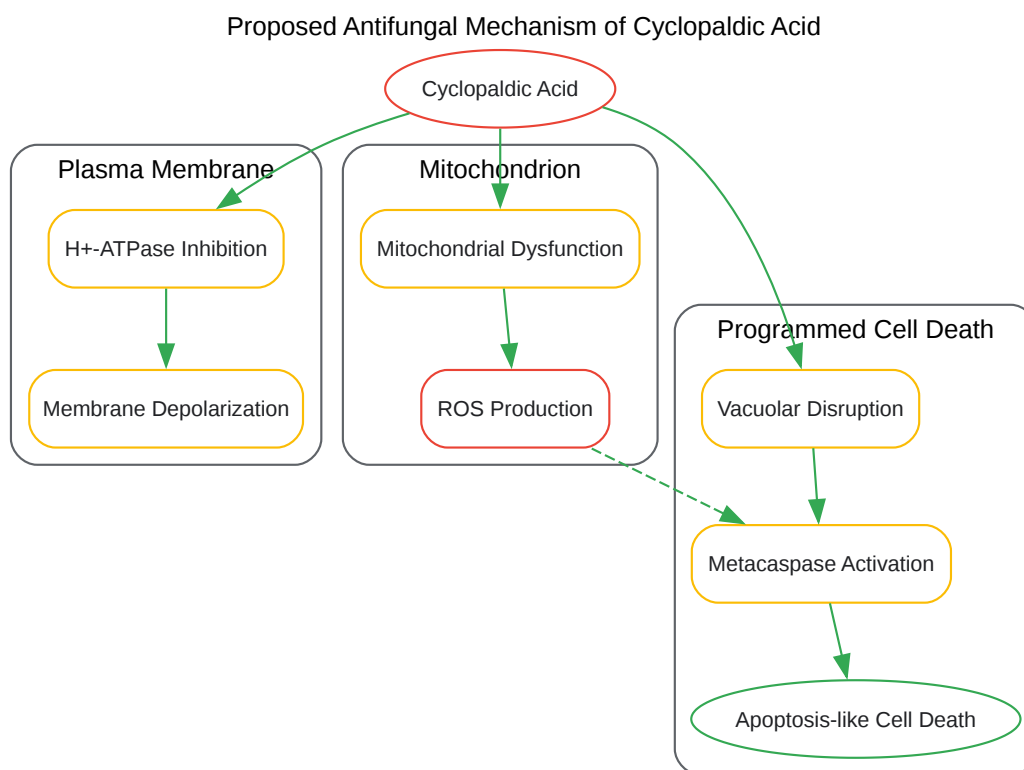 Proposed Antifungal Mechanism of Cyclopaldic Acid
Cyclopaldic Acid
Plasma Membrane
Mitochondrion
H+-ATPase Inhibition
Mitochondrial Dysfunction
Programmed Cell Death
Membrane Depolarization
ROS Production
Vacuolar Disruption
Metacaspase Activation
Apoptosis-like Cell Death